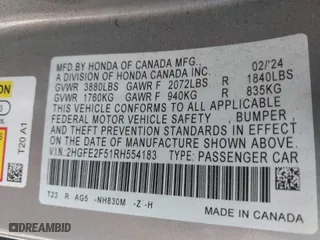 MFD.BY HONDA OF CANADA MFG., 02/'24
A DIVISION OF HONDA CANADA INC.
GVWR 3880LBS GAWR F 2072LBS R 1840LBS
GVWR 1760KG GAWR F 940KG R 835KG
THIS VEHICLE CONFORMS TO ALL APPLICABLE
FEDERAL MOTOR VEHICLE SAFETY , BUMPER ,
AND THEFT PREVENTION STANDARDS IN EFFECT
ON THE DATE OF MANUFACTURE SHOWN ABOVE.
V.I.N:2HGFE2F51RH554183 TYPE:PASSENGER CAR
T23 R AG5 -NH830M -Z -H
MADE IN CANADA
T20 A1
DREAMBID